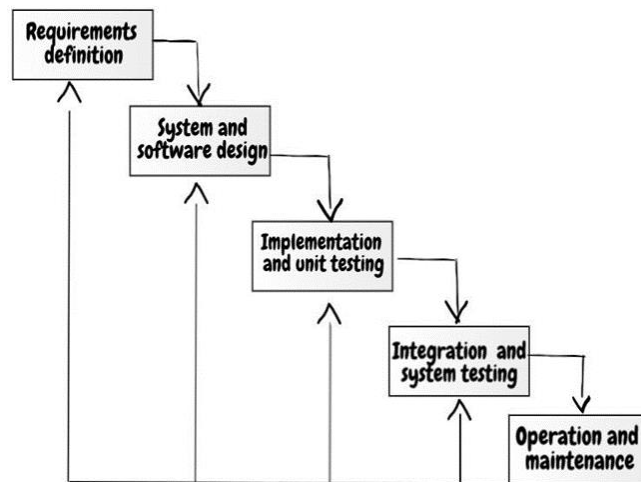 Requirements
definition
System and
software design
Implementation
and unit testing
Integration and
system testing
Operation and
maintenance